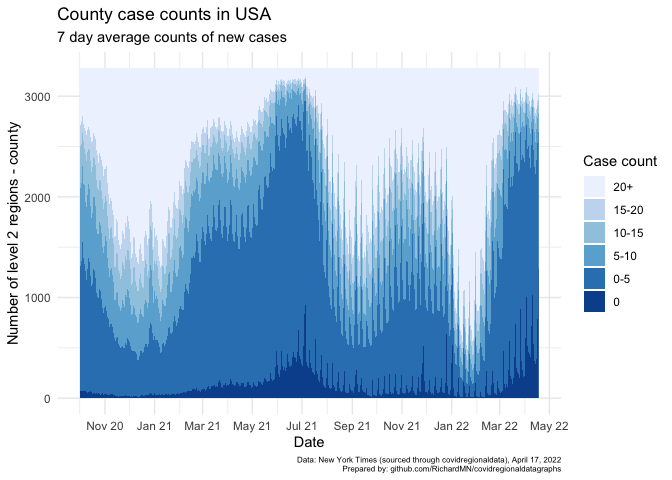 County case counts in USA
7 day average counts of new cases
Number of level 2 regions - county
3000
2000
1000
0
Nov 20 Jan 21 Mar 21 May 21 Jul 21 Sep 21 Nov 21 Jan 22 Mar 22 May 22
Date
Case count
20+
15-20
10-15
5-10
0-5
0
Data: New York Times (sourced through covidregionaldata), April 17, 2022
Prepared by: github.com/RichardMN/covidregionaldatagraphs